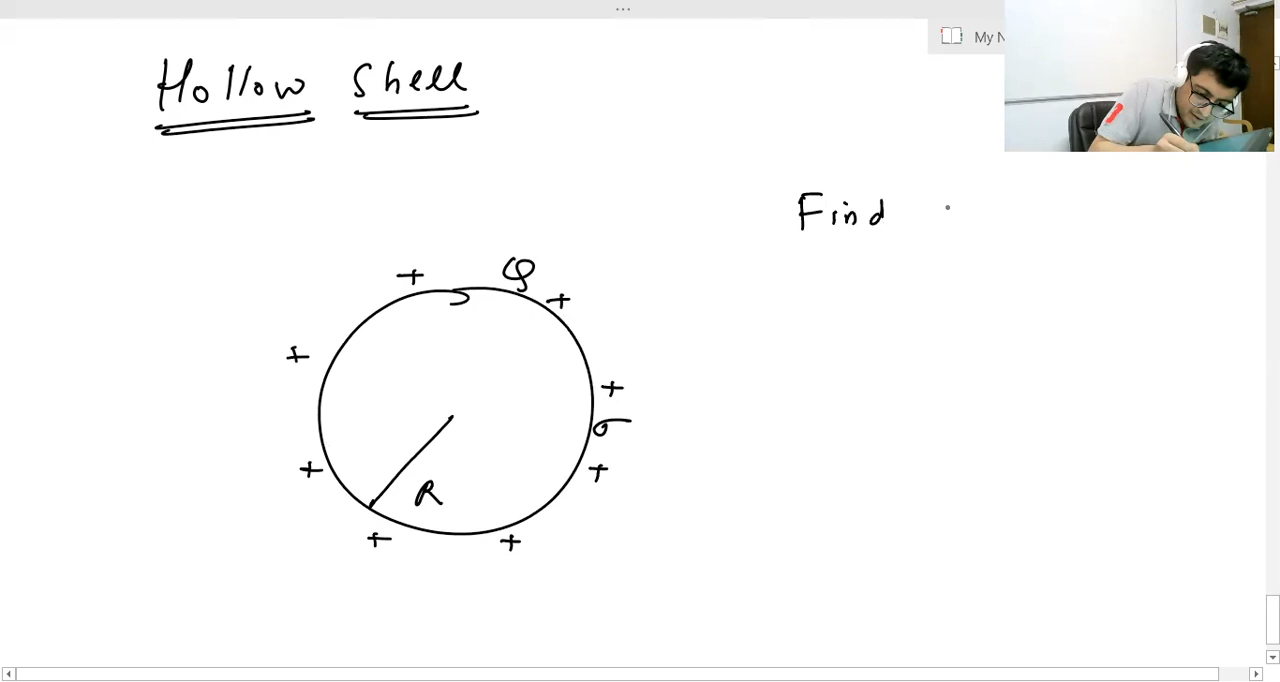 Hollow Shell
My N
Find
φ
+ + + + + + + +
σ
R